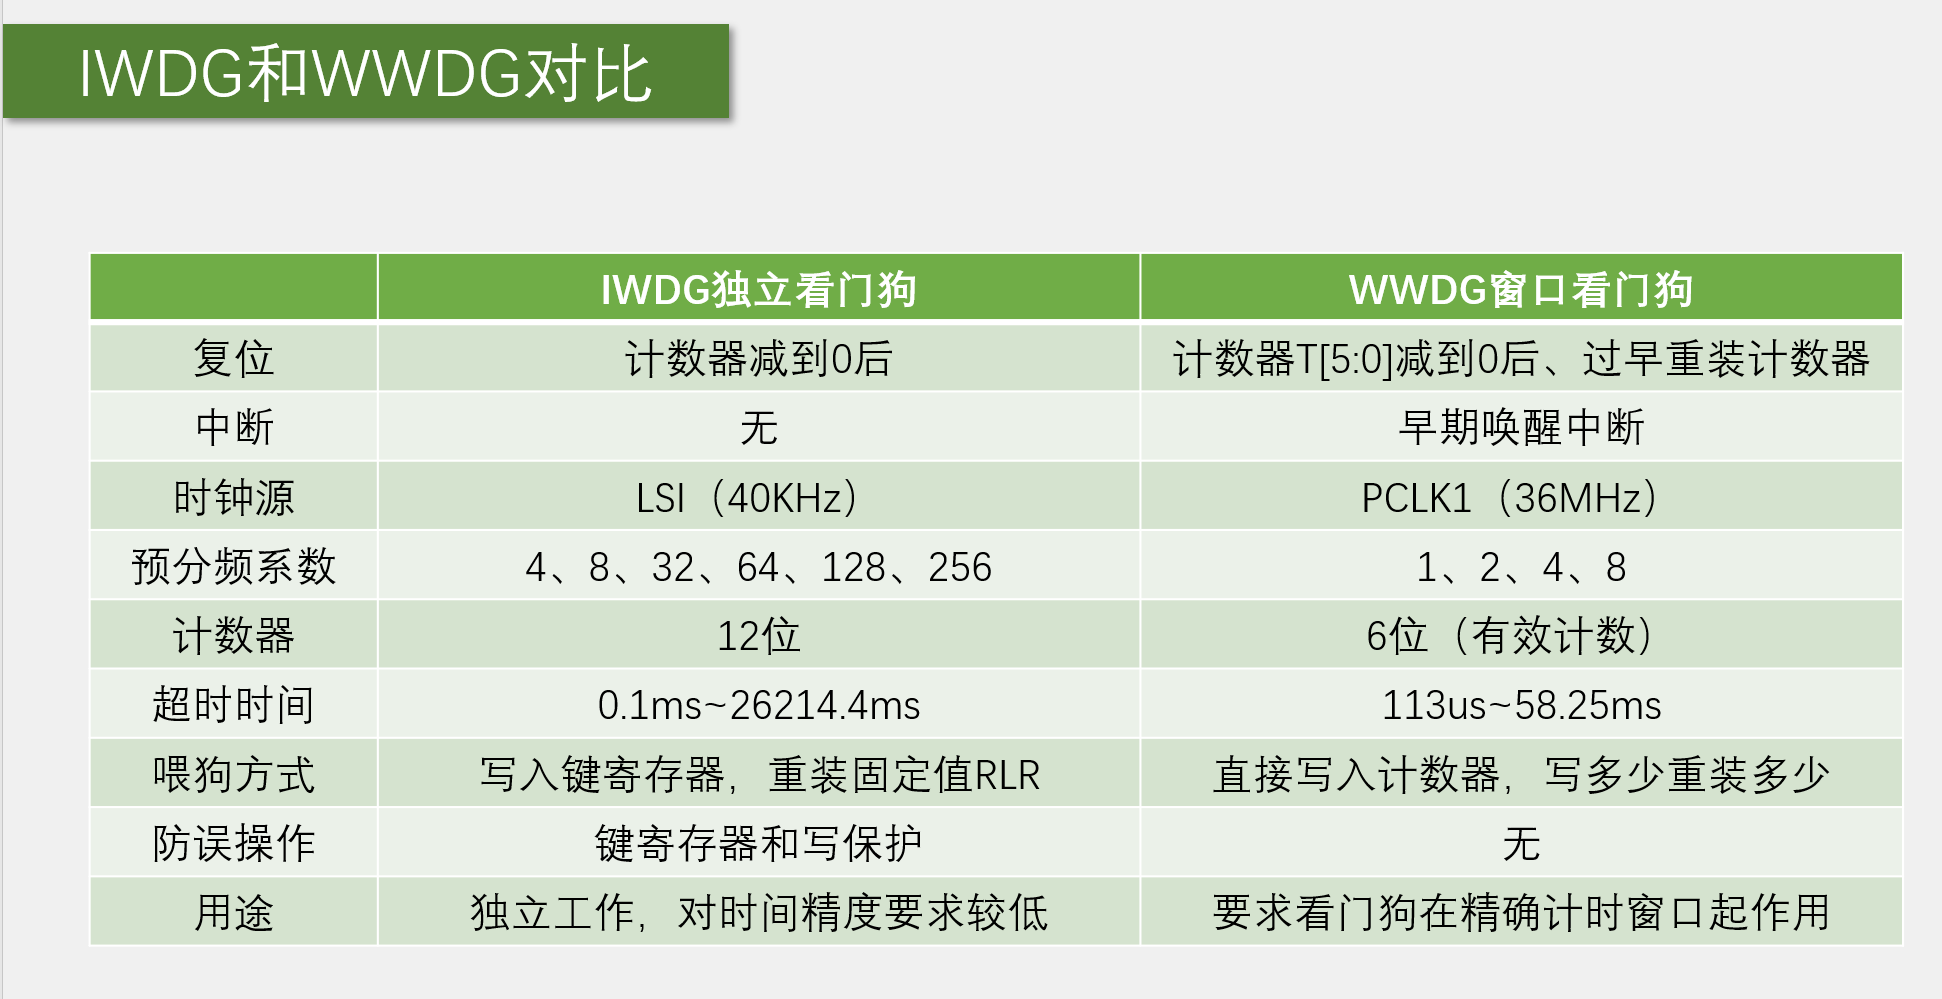 IWDG和WWDG对比
IWDG独立看门狗 WWDG窗口看门狗
复位 计数器减到0后 计数器T[5:0]减到0后、过早重装计数器
中断 无 早期唤醒中断
时钟源 LSI（40KHz） PCLK1（36MHz）
预分频系数 4、8、32、64、128、256 1、2、4、8
计数器 12位 6位（有效计数）
超时时间 0.1ms~26214.4ms 113us~58.25ms
喂狗方式 写入键寄存器，重装固定值RLR 直接写入计数器，写多少重装多少
防误操作 键寄存器和写保护 无
用途 独立工作，对时间精度要求较低 要求看门狗在精确计时窗口起作用